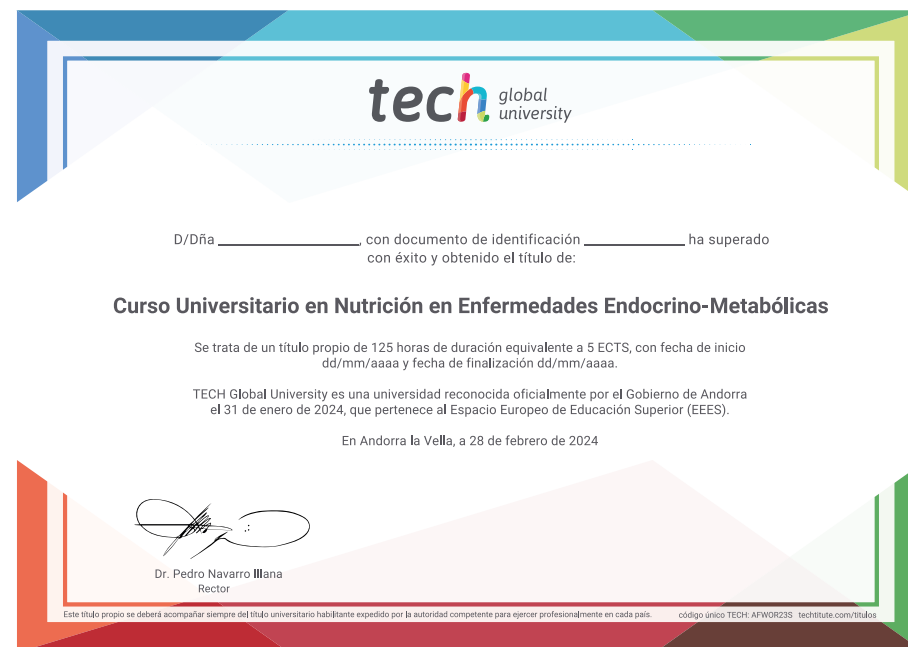 tech global university
D/Dña ____________________, con documento de identificación ______________ ha superado
con éxito y obtenido el título de:
Curso Universitario en Nutrición en Enfermedades Endocrino-Metabólicas
Se trata de un título propio de 125 horas de duración equivalente a 5 ECTS, con fecha de inicio
dd/mm/aaaa y fecha de finalización dd/mm/aaaa.
TECH Global University es una universidad reconocida oficialmente por el Gobierno de Andorra
el 31 de enero de 2024, que pertenece al Espacio Europeo de Educación Superior (EEES).
En Andorra la Vella, a 28 de febrero de 2024
Dr. Pedro Navarro Illana
Rector
Este título propio se deberá acompañar siempre del título universitario habilitante expedido por la autoridad competente para ejercer profesionalmente en cada país. código único TECH: AFWOR23S techtitute.com/titulos